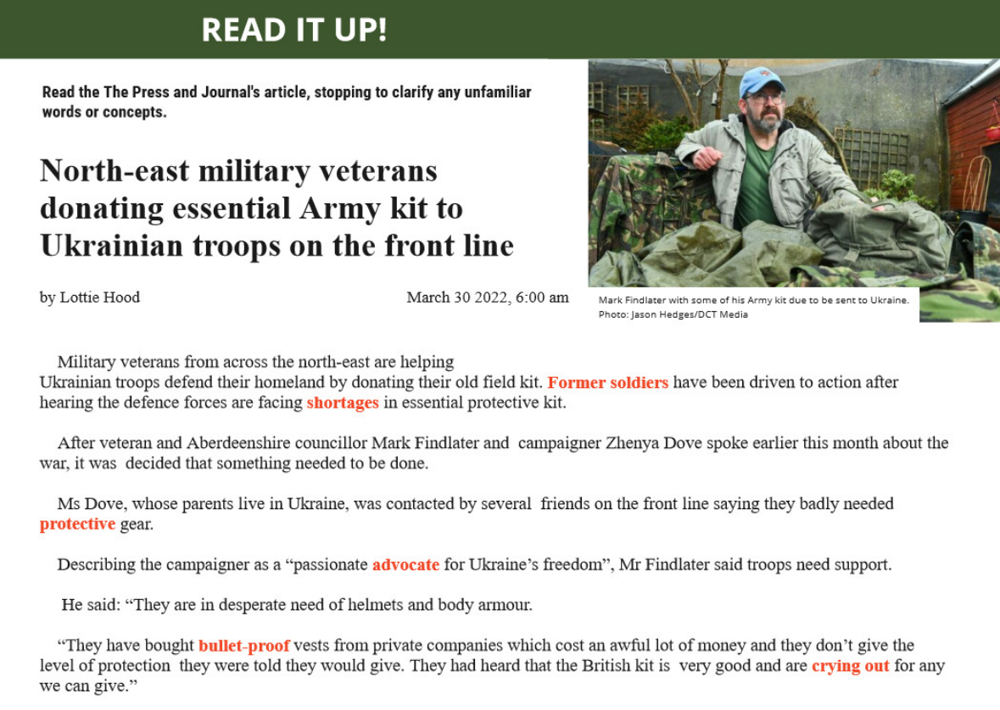 READ IT UP!
Read the The Press and Journal's article, stopping to clarify any unfamiliar
words or concepts.
North-east military veterans
donating essential Army kit to
Ukrainian troops on the front line
by Lottie Hood
March 30 2022, 6:00 am
Mark Findlater with some of his Army kit due to be sent to Ukraine.
Photo: Jason Hedges/DCT Media
Military veterans from across the north-east are helping
Ukrainian troops defend their homeland by donating their old field kit. Former soldiers have been driven to action after
hearing the defence forces are facing shortages in essential protective kit.
After veteran and Aberdeenshire councillor Mark Findlater and campaigner Zhenya Dove spoke earlier this month about the
war, it was decided that something needed to be done.
Ms Dove, whose parents live in Ukraine, was contacted by several friends on the front line saying they badly needed
protective gear.
Describing the campaigner as a “passionate advocate for Ukraine’s freedom”, Mr Findlater said troops need support.
He said: “They are in desperate need of helmets and body armour.
“They have bought bullet-proof vests from private companies which cost an awful lot of money and they don’t give the
level of protection they were told they would give. They had heard that the British kit is very good and are crying out for any
we can give.”